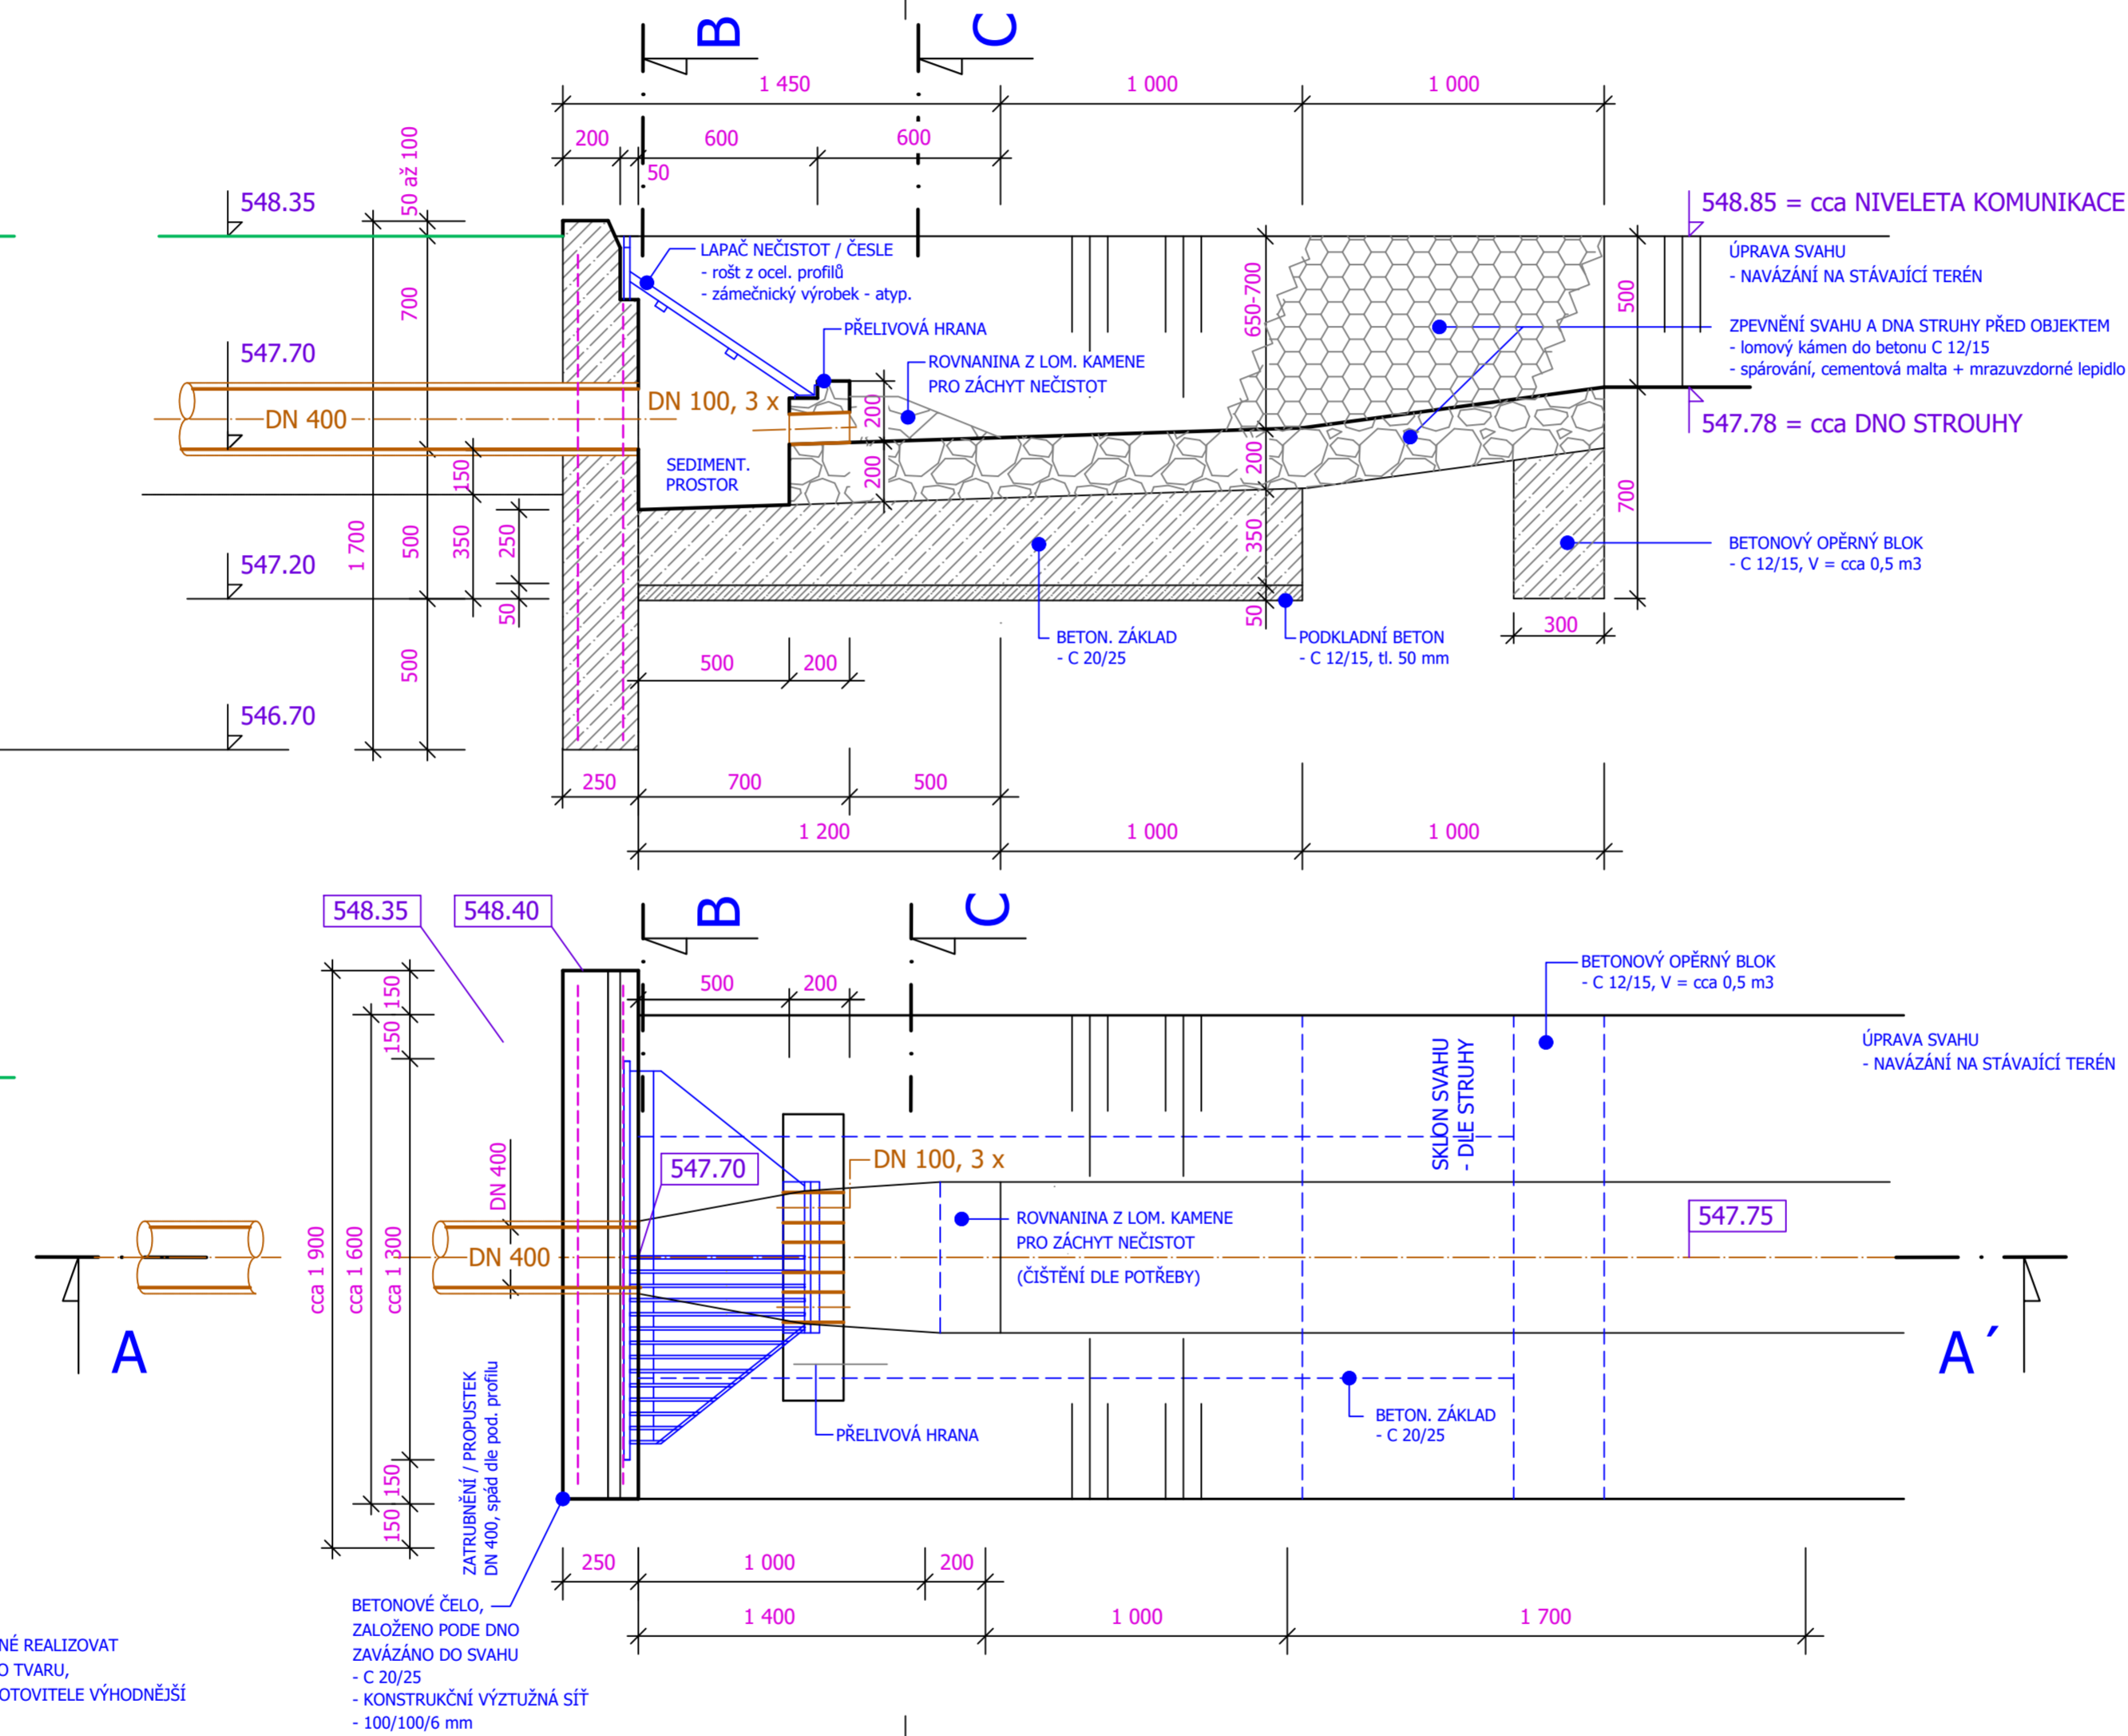 B
C
1 450
1 000
1 000
200
600
600
50
50 až 100
548.35
548.85 = cca NIVELETA KOMUNIKACE
LAPAČ NEČISTOT / ČESLE
- rošt z ocel. profilů
- zámečnický výrobek - atyp.
ÚPRAVA SVAHU
- NAVÁZÁNÍ NA STÁVAJÍCÍ TERÉN
700
650-700
500
PŘELIVOVÁ HRANA
ZPEVNĚNÍ SVAHU A DNA STRUHY PŘED OBJEKTEM
- lomový kámen do betonu C 12/15
- spárování, cementová malta + mrazuvzdorné lepidlo
547.70
ROVNANINA Z LOM. KAMENE
PRO ZÁCHYT NEČISTOT
DN 400
DN 100, 3 x
200
547.78 = cca DNO STROUHY
150
SEDIMENT.
PROSTOR
200
200
700
1 700
500
350
250
350
BETONOVÝ OPĚRNÝ BLOK
- C 12/15, V = cca 0,5 m3
547.20
50
50
300
BETON. ZÁKLAD
- C 20/25
PODKLADNÍ BETON
- C 12/15, tl. 50 mm
500
500
200
546.70
250
700
500
1 200
1 000
1 000
548.35
548.40
B
C
BETONOVÝ OPĚRNÝ BLOK
- C 12/15, V = cca 0,5 m3
500
200
150
150
ÚPRAVA SVAHU
- NAVÁZÁNÍ NA STÁVAJÍCÍ TERÉN
SKLON SVAHU
- DLE STRUHY
DN 400
547.70
DN 100, 3 x
ROVNANINA Z LOM. KAMENE
PRO ZÁCHYT NEČISTOT
(ČIŠTĚNÍ DLE POTŘEBY)
547.75
cca 1 900
cca 1 600
cca 1 300
DN 400
A
A´
ZATRUBNĚNÍ / PROPUSTEK
DN 400, spád dle pod. profilu
PŘELIVOVÁ HRANA
BETON. ZÁKLAD
- C 20/25
150
150
250
1 000
200
1 400
1 000
1 700
BETONOVÉ ČELO,
ZALOŽENO PODE DNO
ZAVÁZÁNO DO SVAHU
- C 20/25
- KONSTRUKČNÍ VÝZTUŽNÁ SÍŤ
- 100/100/6 mm
NÉ REALIZOVAT
O TVARU,
OTOVITELE VÝHODNĚJŠÍ